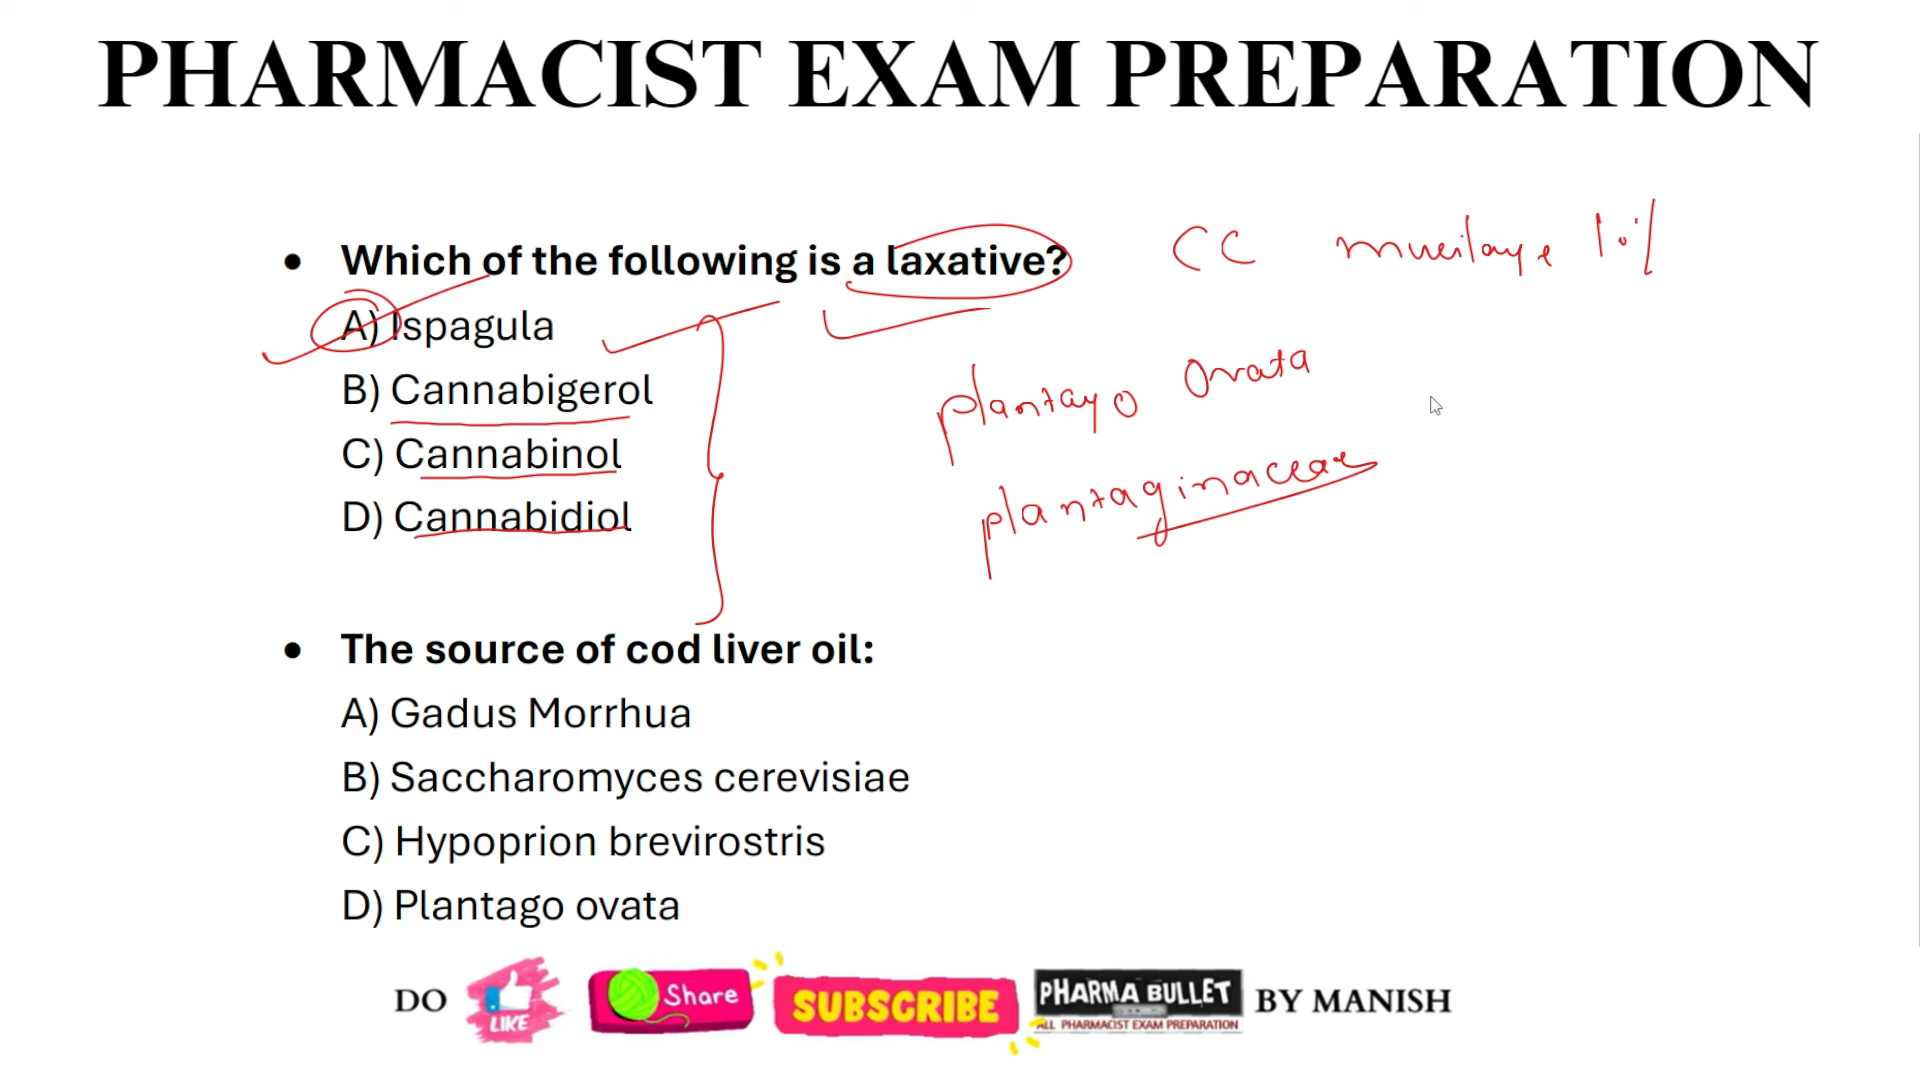 PHARMACIST EXAM PREPARATION
• Which of the following is a laxative?
CC mucilage 10%
A) Ispagula
B) Cannabigerol
plantago Ovata
C) Cannabinol
plantaginaceae
D) Cannabidiol
• The source of cod liver oil:
A) Gadus Morrhua
B) Saccharomyces cerevisiae
C) Hypoprion brevirostris
D) Plantago ovata
DO LIKE Share SUBSCRIBE PHARMA BULLET BY MANISH
ALL PHARMACIST EXAM PREPARATION